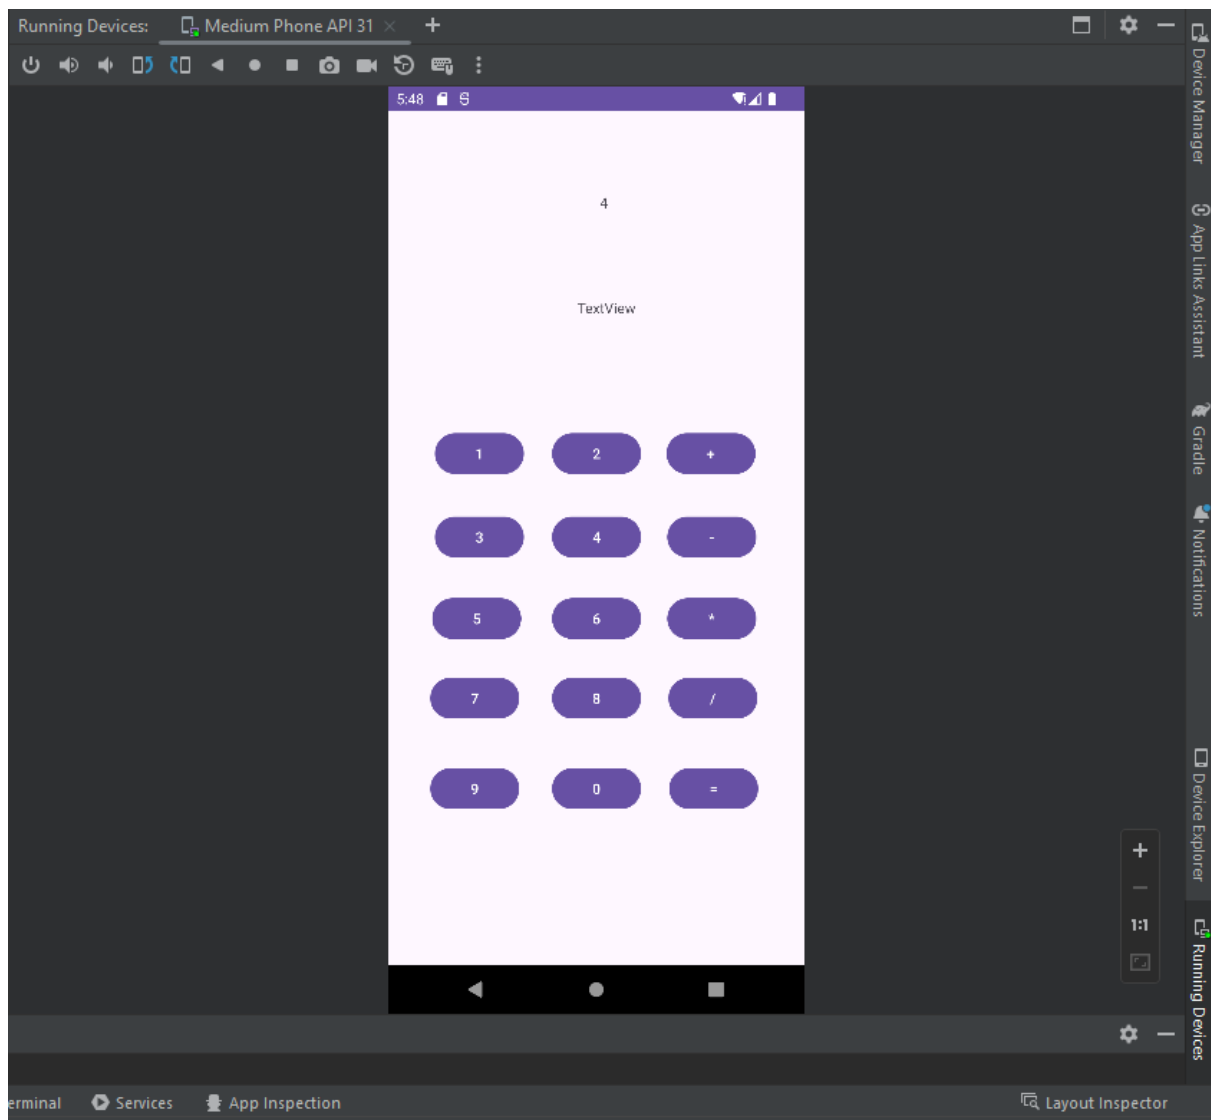 Running Devices: Medium Phone API 31
5:48
4
TextView
1 2 +
3 4 -
5 6 *
7 8 /
9 0 =
1:1
Device Manager
App Links Assistant
Gradle
Notifications
Device Explorer
Running Devices
erminal Services App Inspection Layout Inspector